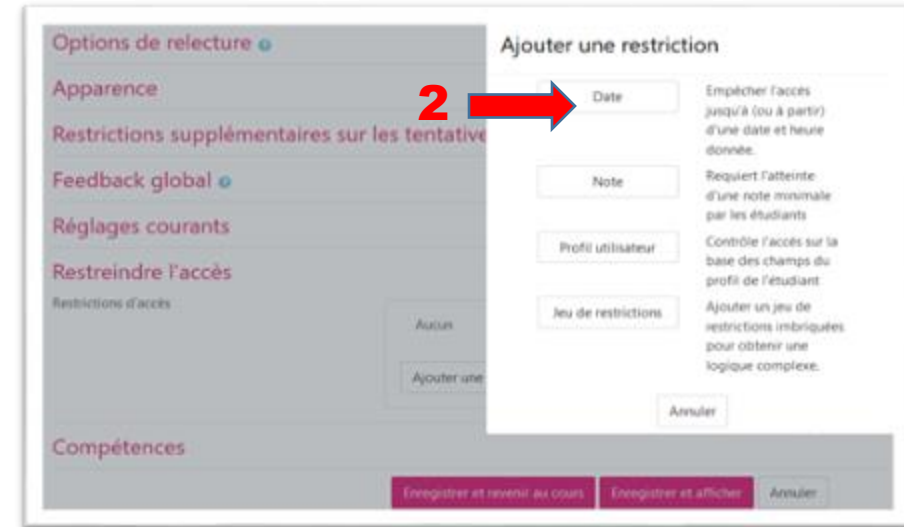 Options de relecture
Apparence
Restrictions supplémentaires sur les tentative
Feedback global
Réglages courants
Restreindre l'accès
Restrictions d'accès
Aucun
Ajouter une
Compétences
Enregistrer et revenir au cours
Enregistrer et afficher
Annuler
2
Ajouter une restriction
Date
Empêcher l'accès
jusqu'à (ou à partir)
d'une date et heure
donnée.
Note
Requiert l'atteinte
d'une note minimale
par les étudiants
Profil utilisateur
Contrôle l'accès sur la
base des champs du
profil de l'étudiant
Jeu de restrictions
Ajouter un jeu de
restrictions imbriquées
pour obtenir une
logique complexe.
Annuler